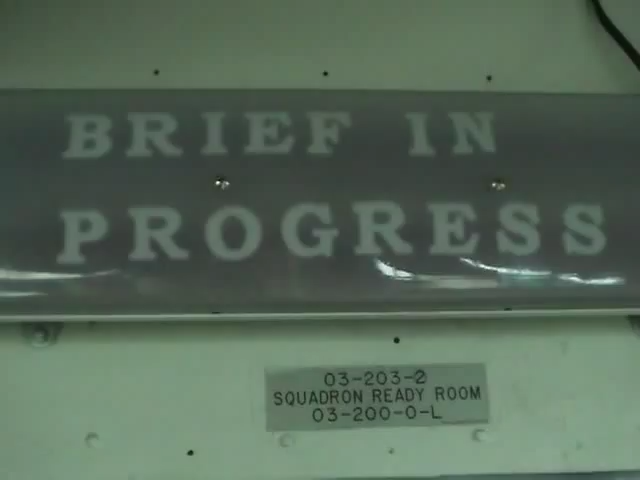 BRIEF IN
PROGRESS
03-203-2
SQUADRON READY ROOM
03-200-0-L